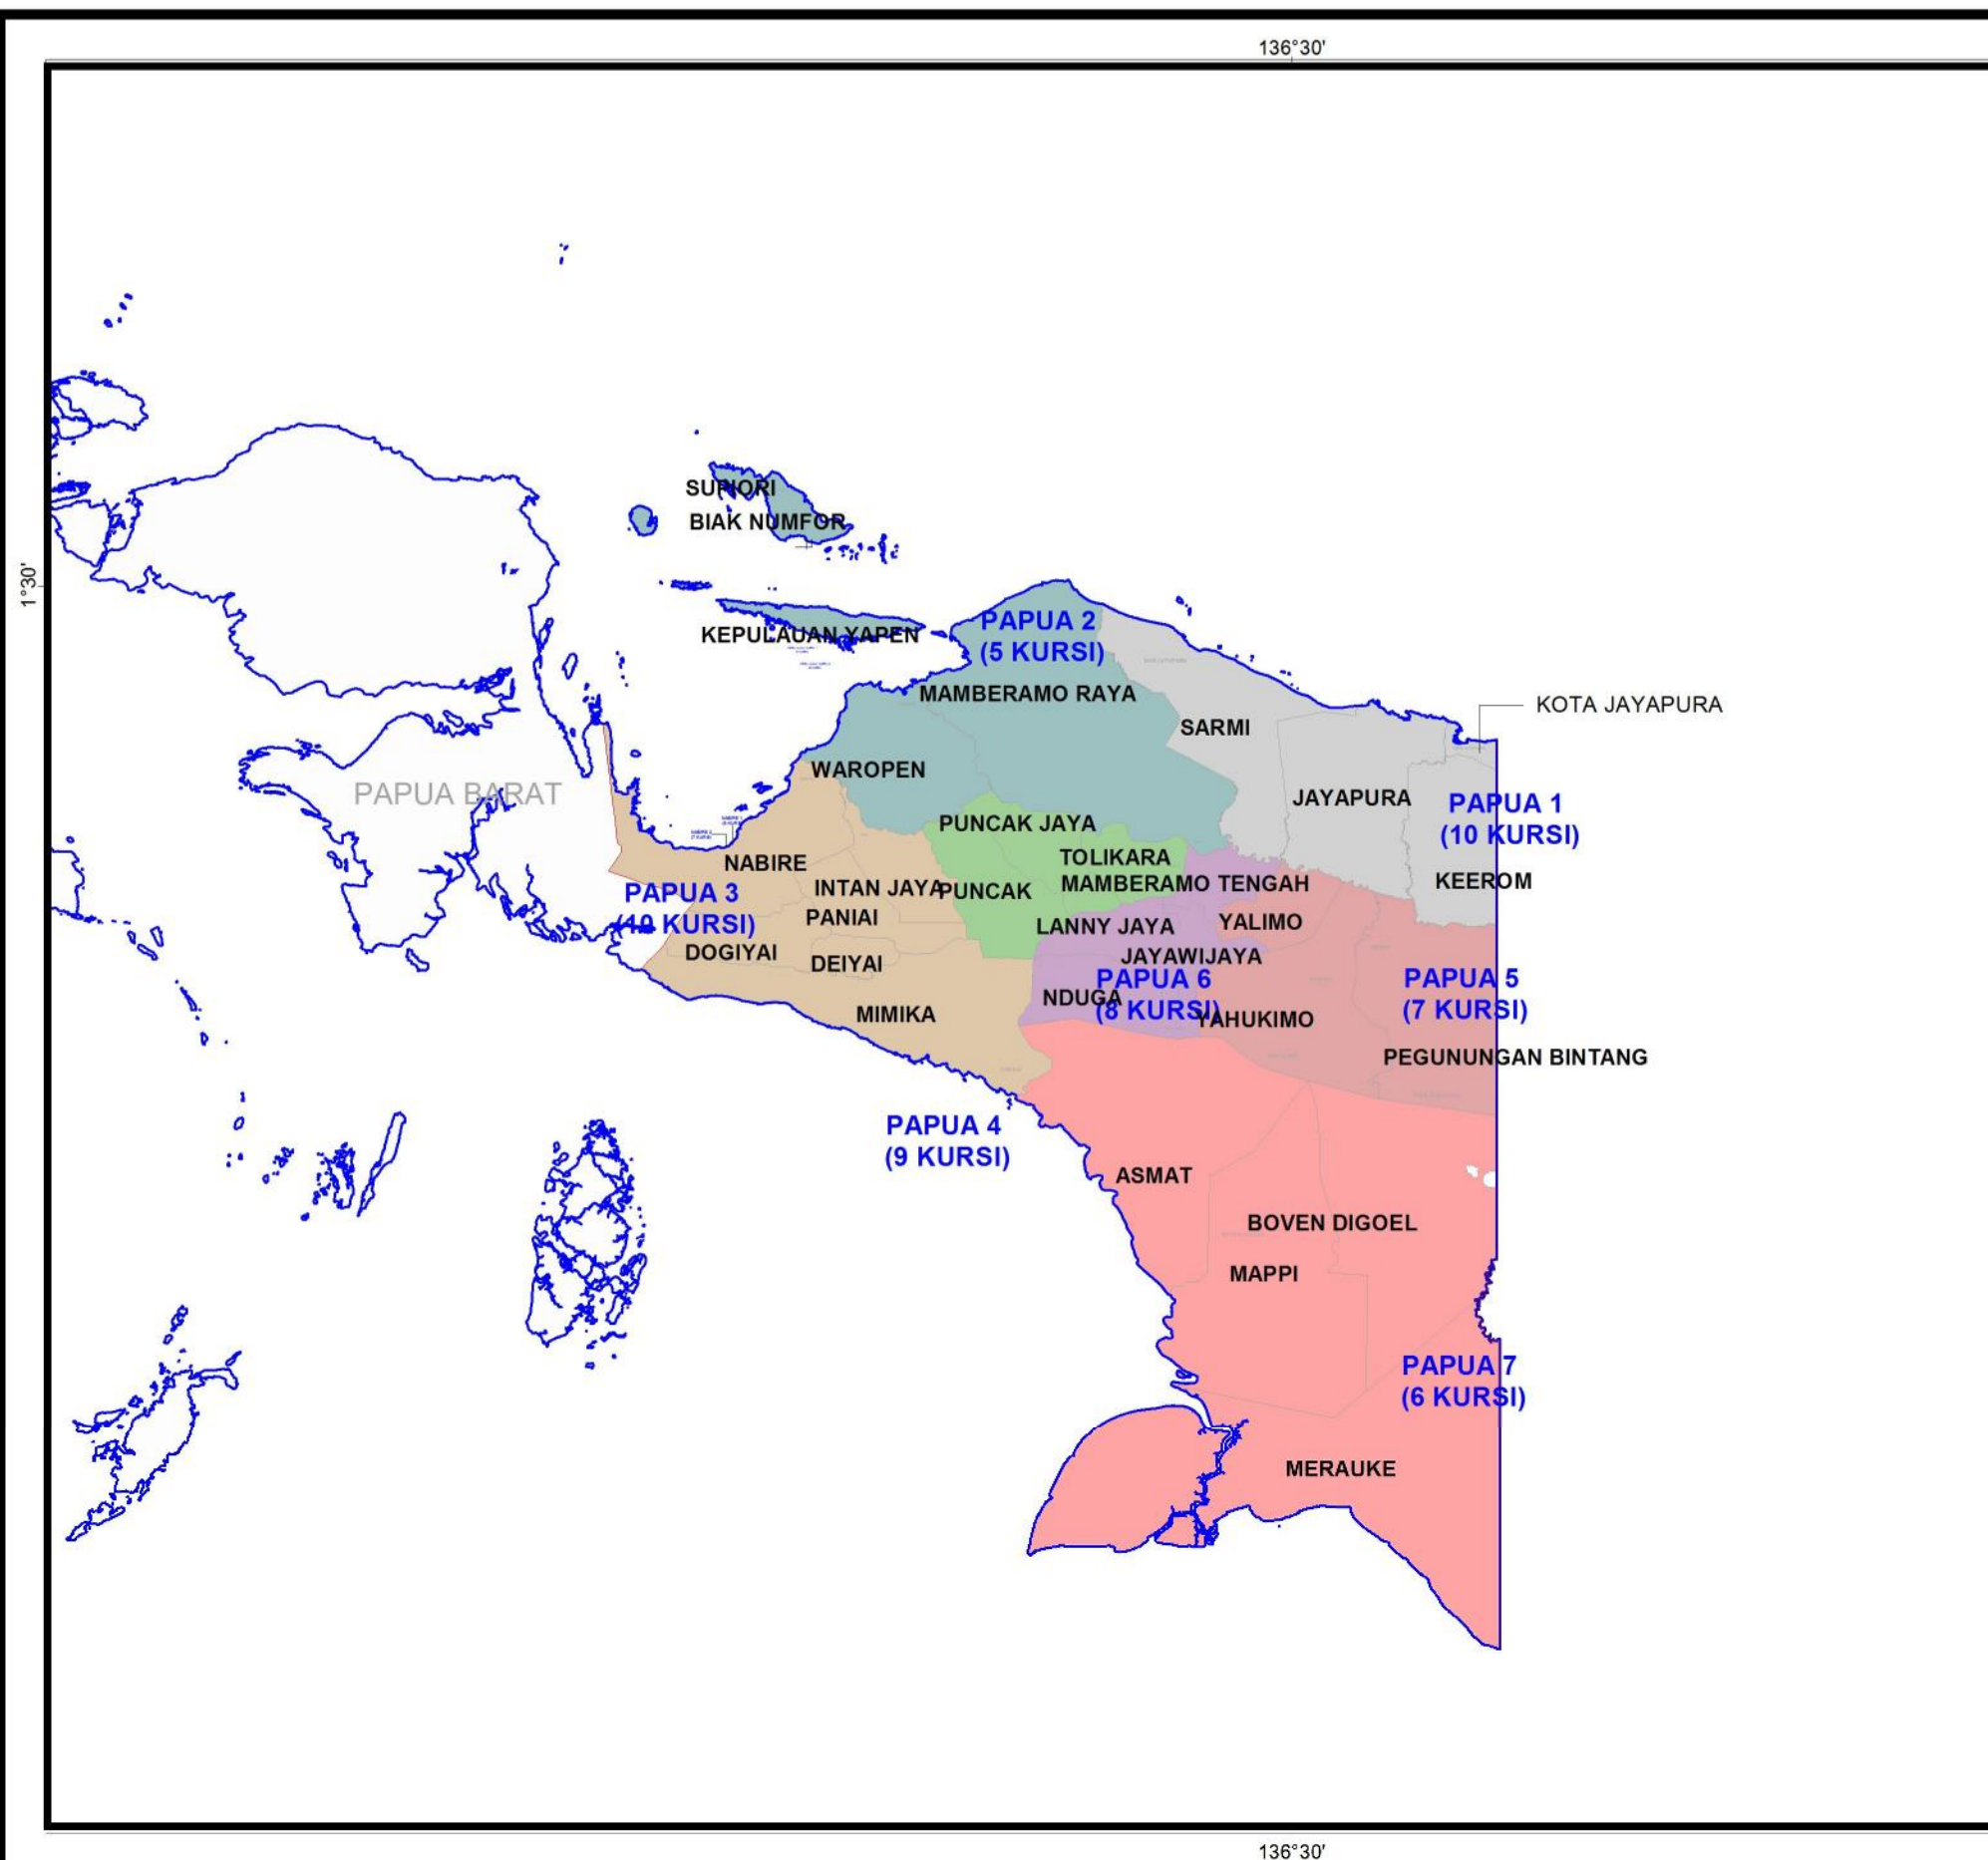 136°30'
1°30'
SUPIORI
BIAK NUMFOR
KEPULAUAN YAPEN
PAPUA 2
(5 KURSI)
MAMBERAMO RAYA
SARMI
KOTA JAYAPURA
WAROPEN
PAPUA BARAT
JAYAPURA
PAPUA 1
(10 KURSI)
PUNCAK JAYA
NABIRE
TOLIKARA
KEEROM
MAMBERAMO TENGAH
INTAN JAYA
PUNCAK
PAPUA 3
(10 KURSI)
PANIAI
LANNY JAYA
YALIMO
DOGIYAI
DEIYAI
JAYAWIJAYA
PAPUA 6
(8 KURSI)
PAPUA 5
(7 KURSI)
NDUGA
MIMIKA
YAHUKIMO
PEGUNUNGAN BINTANG
PAPUA 4
(9 KURSI)
ASMAT
BOVEN DIGOEL
MAPPI
PAPUA 7
(6 KURSI)
MERAUKE
136°30'